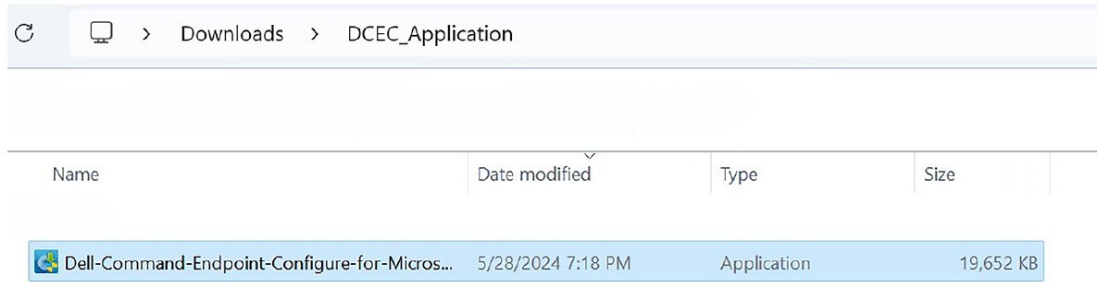 Downloads > DCEC_Application
Name Date modified Type Size
Dell-Command-Endpoint-Configure-for-Micros... 5/28/2024 7:18 PM Application 19,652 KB